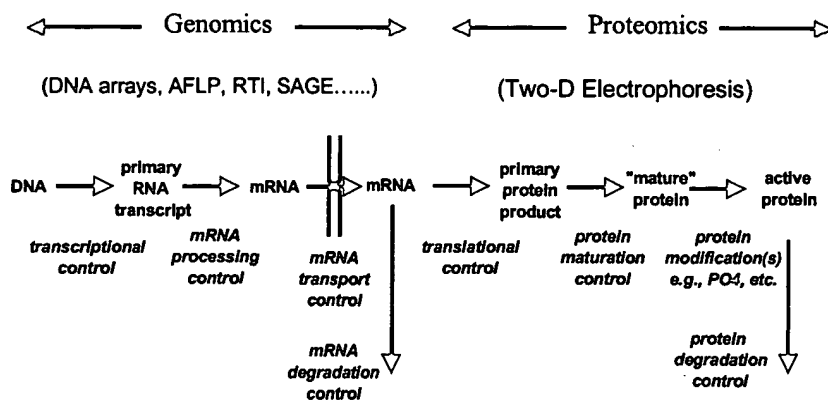 Genomics
Proteomics
(DNA arrays, AFLP, RTI, SAGE......)
(Two-D Electrophoresis)
DNA
primary
RNA
transcript
mRNA
mRNA
primary
protein
product
"mature"
protein
active
protein
transcriptional
control
mRNA
processing
control
mRNA
transport
control
translational
control
protein
maturation
control
protein
modification(s)
e.g., PO4, etc.
mRNA
degradation
control
protein
degradation
control